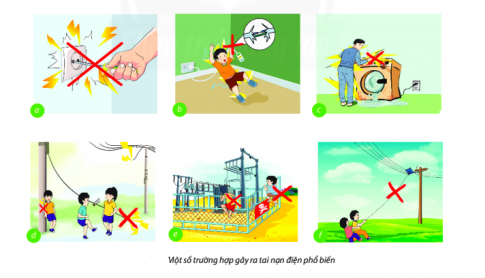 a
b
c
d
e
f
Một số trường hợp gây ra tai nạn điện phổ biến